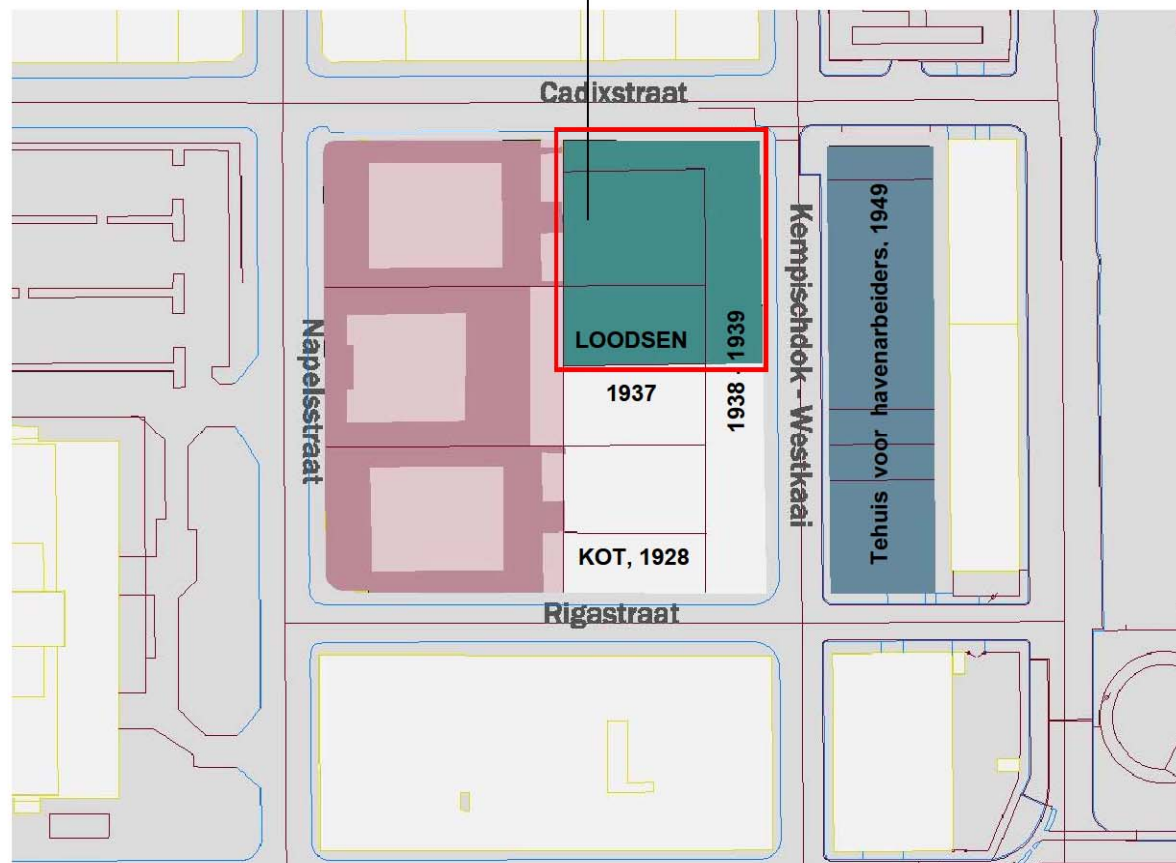 Cadixstraat
Napelsstraat
LOODSEN
1937
1938 - 1939
Kempischdok - Westkaai
Tehuis voor havenarbeiders. 1949
KOT, 1928
Rigastraat